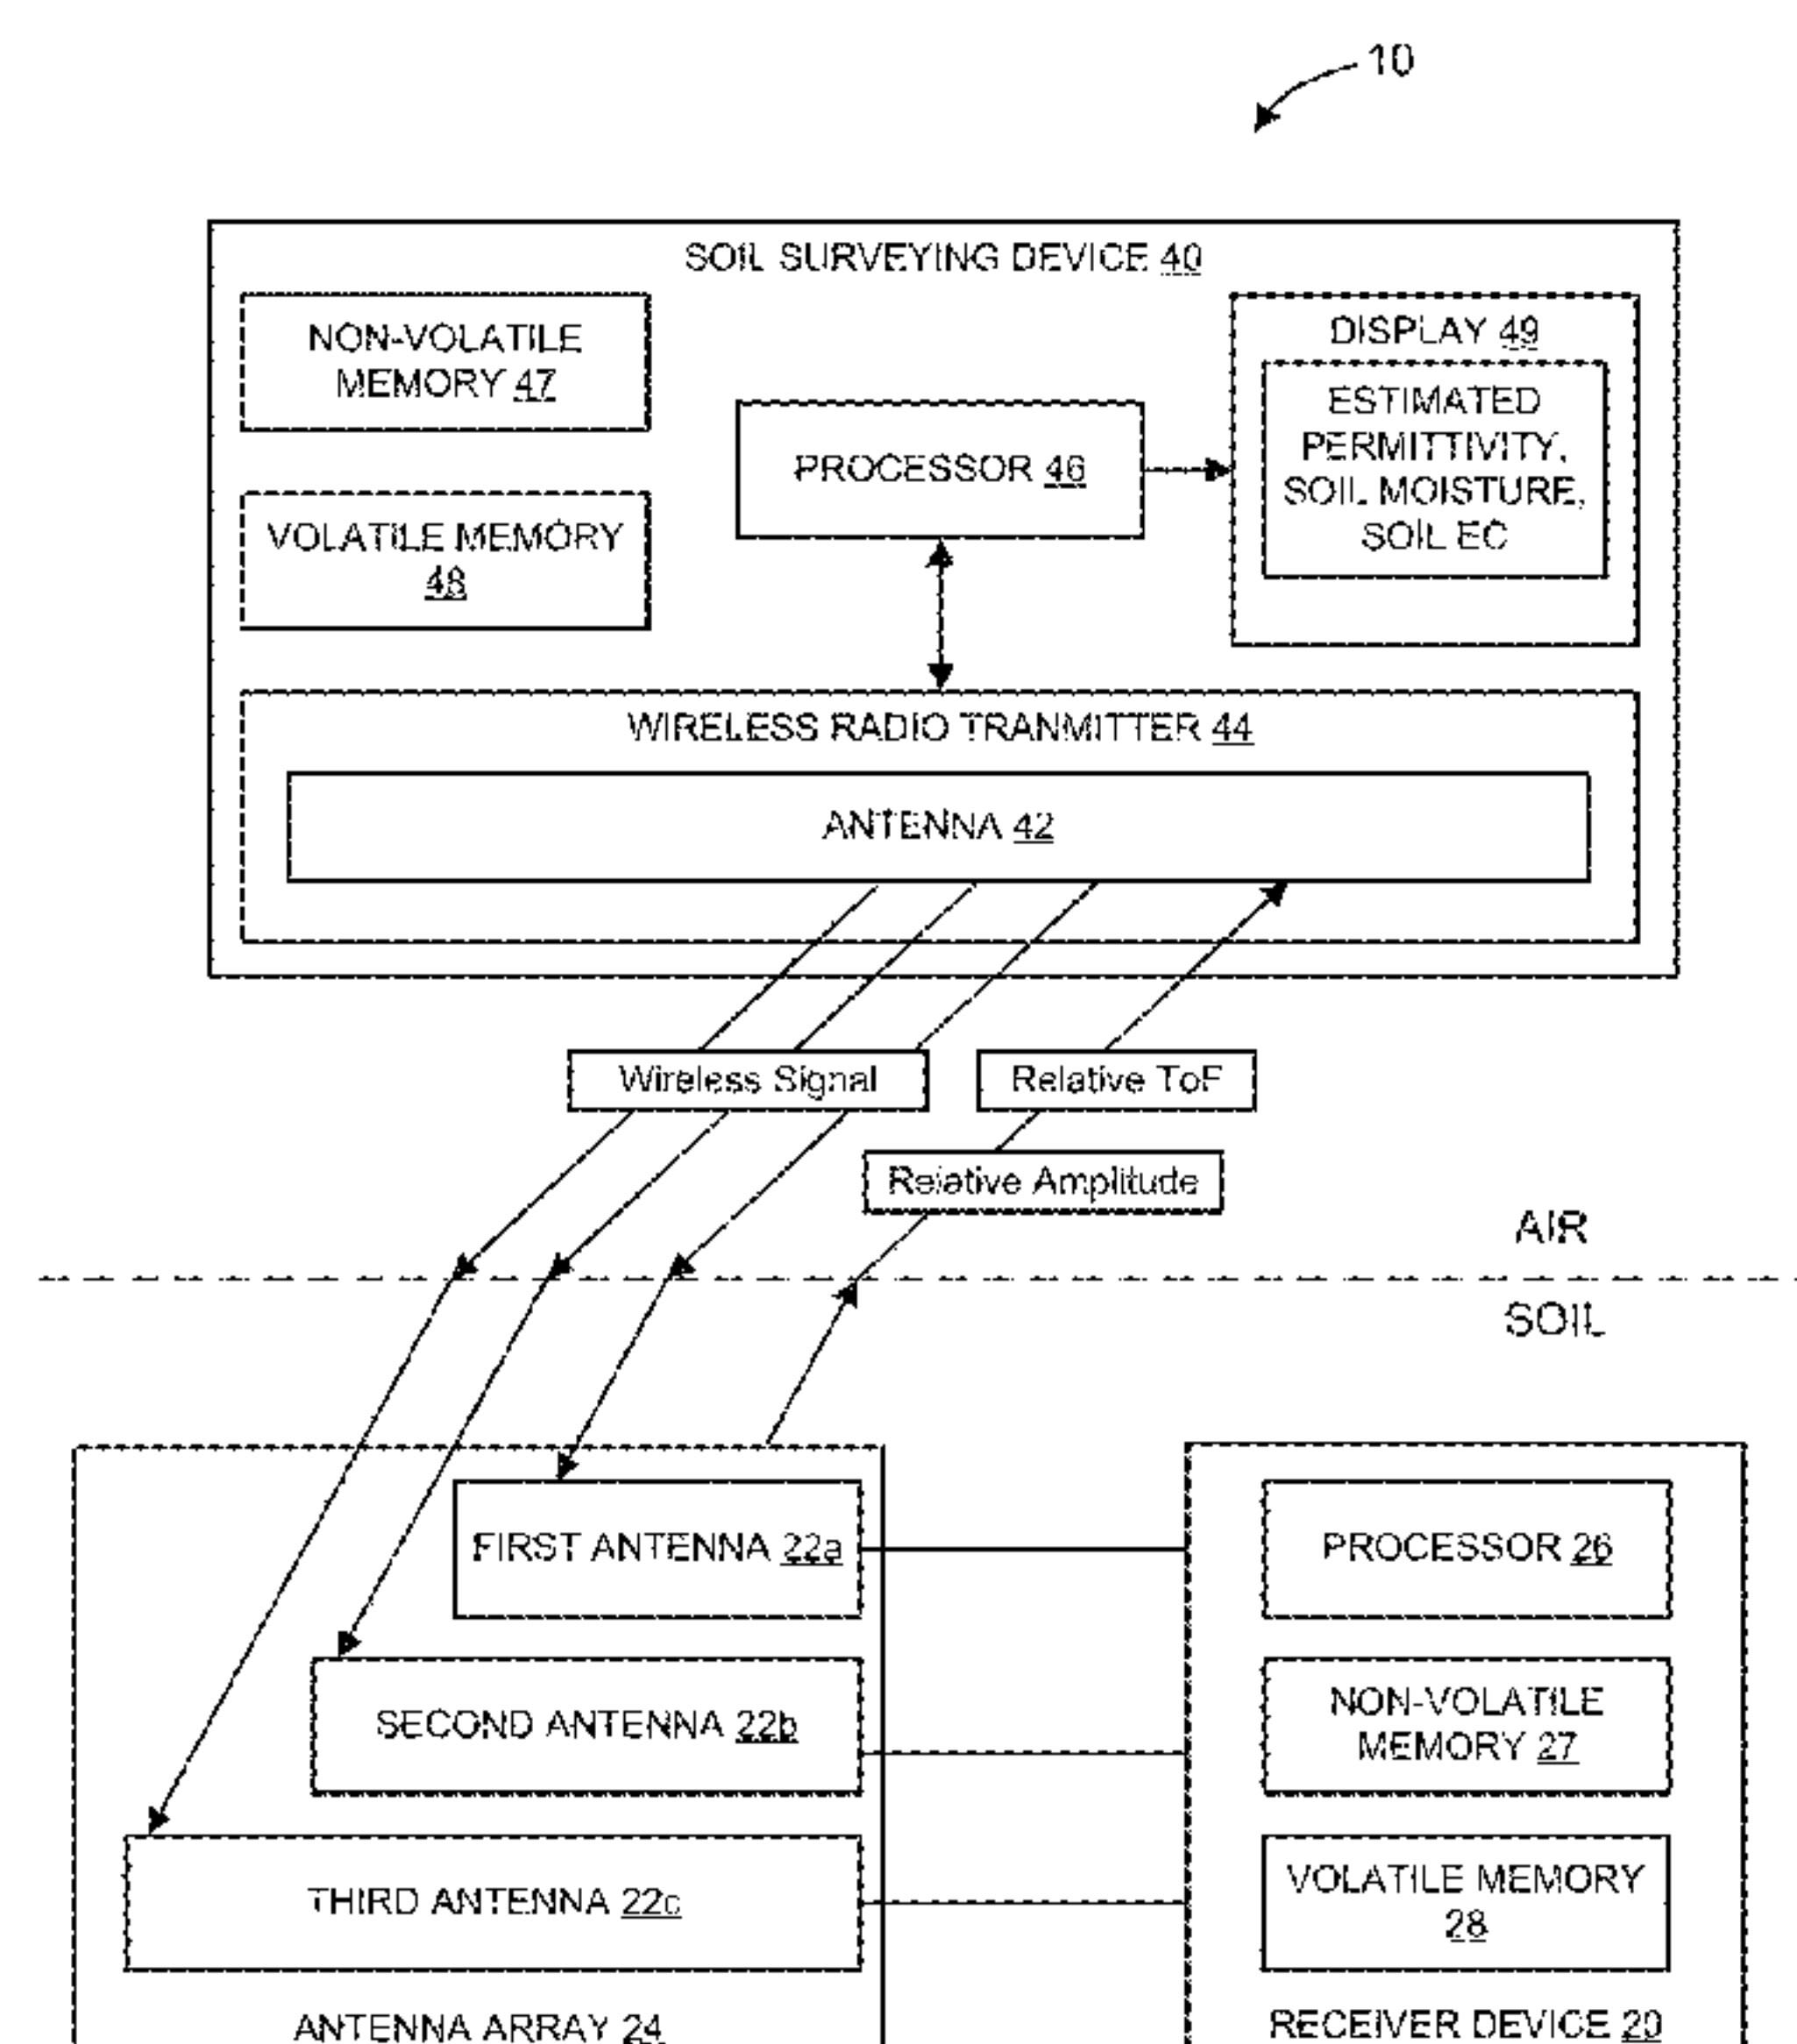 10
SOIL SURVEYING DEVICE 40
NON-VOLATILE
MEMORY 47
VOLATILE MEMORY
48
PROCESSOR 46
DISPLAY 49
ESTIMATED
PERMITTIVITY,
SOIL MOISTURE,
SOIL EC
WIRELESS RADIO TRANMITTER 44
ANTENNA 42
Wireless Signal
Relative ToF
Relative Amplitude
AIR
SOIL
FIRST ANTENNA 22a
SECOND ANTENNA 22b
THIRD ANTENNA 22c
ANTENNA ARRAY 24
PROCESSOR 26
NON-VOLATILE
MEMORY 27
VOLATILE MEMORY
28
RECEIVER DEVICE 20